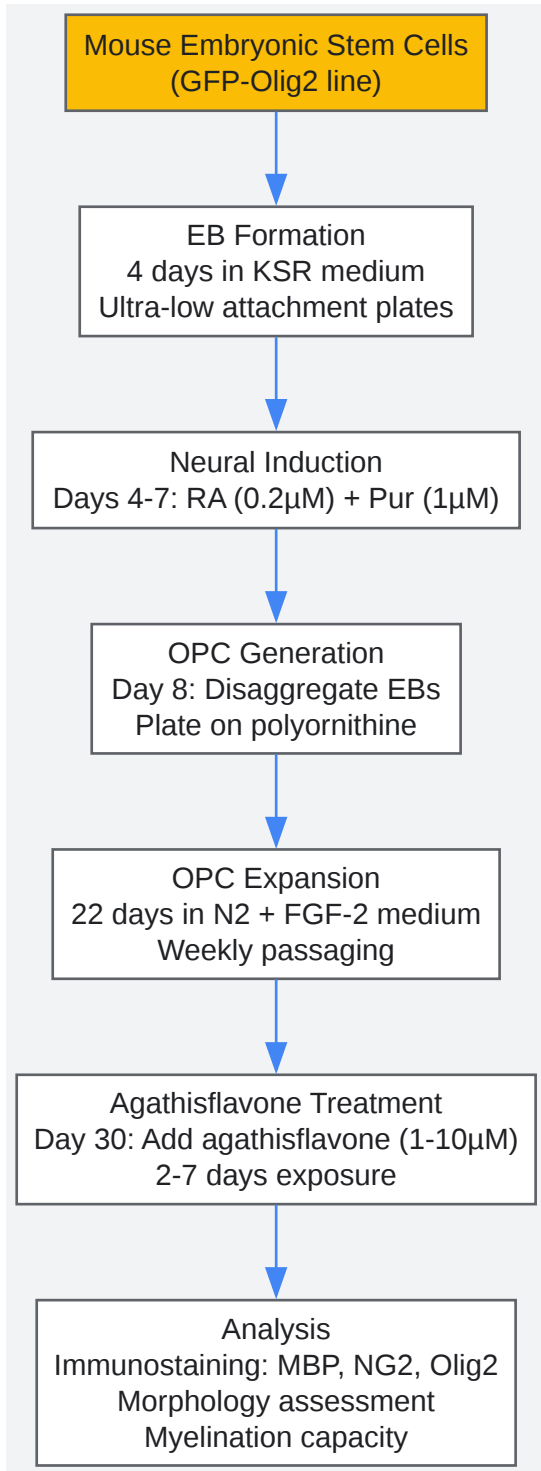 Mouse Embryonic Stem Cells
(GFP-Olig2 line)
EB Formation
4 days in KSR medium
Ultra-low attachment plates
Neural Induction
Days 4-7: RA (0.2µM) + Pur (1µM)
OPC Generation
Day 8: Disaggregate EBs
Plate on polyornithine
OPC Expansion
22 days in N2 + FGF-2 medium
Weekly passaging
Agathisflavone Treatment
Day 30: Add agathisflavone (1-10µM)
2-7 days exposure
Analysis
Immunostaining: MBP, NG2, Olig2
Morphology assessment
Myelination capacity